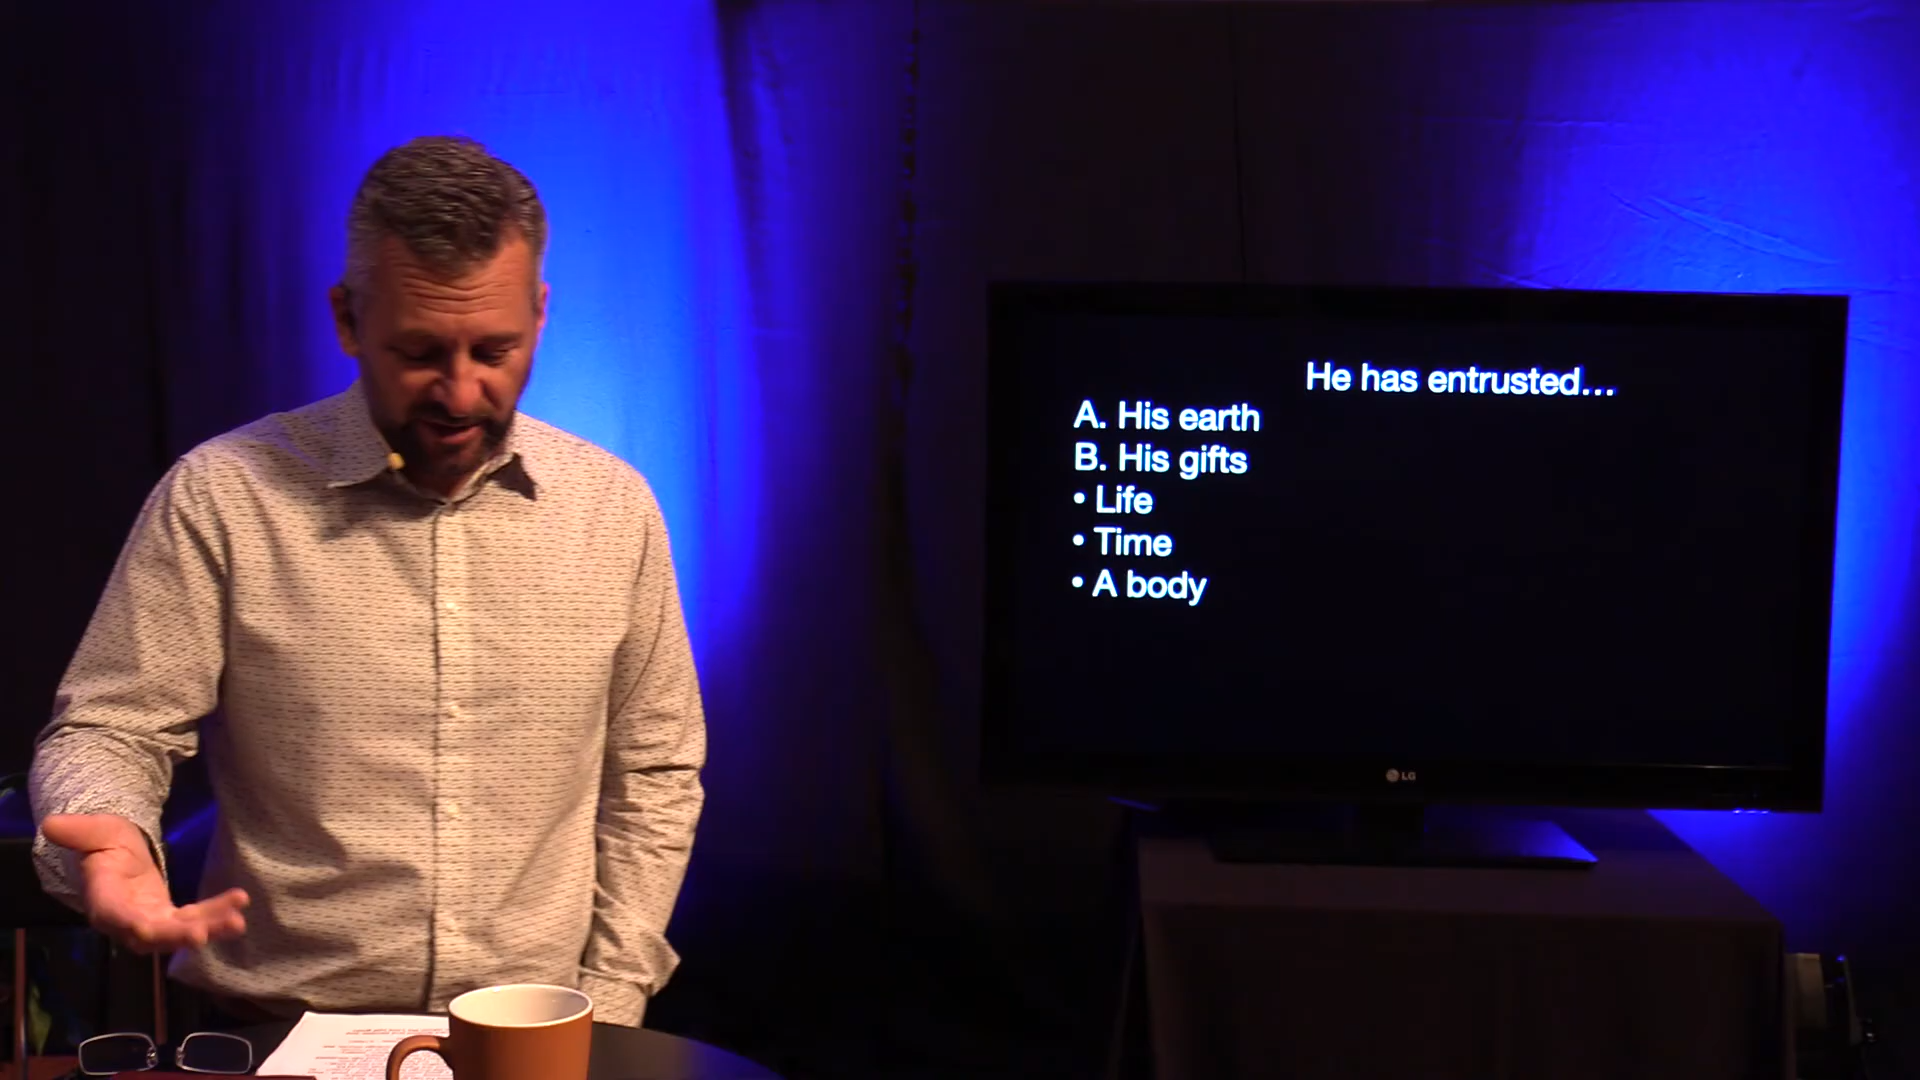 He has entrusted...
A. His earth
B. His gifts
• Life
• Time
• A body
LG